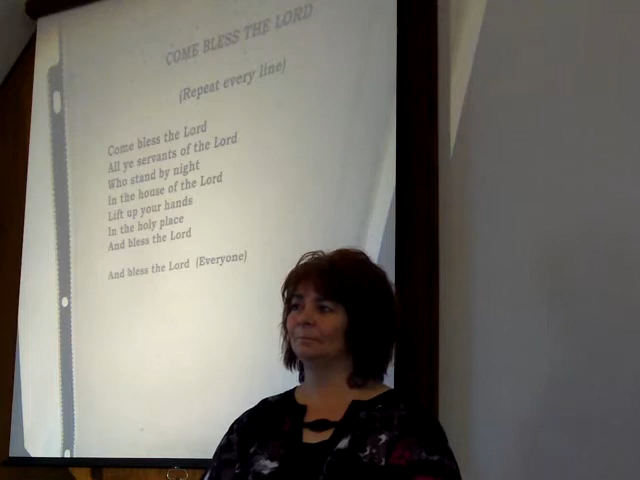 COME BLESS THE LORD
(Repeat every line)
Come bless the Lord
All ye servants of the Lord
Who stand by night
In the house of the Lord
Lift up your hands
In the holy place
And bless the Lord
And bless the Lord (Everyone)